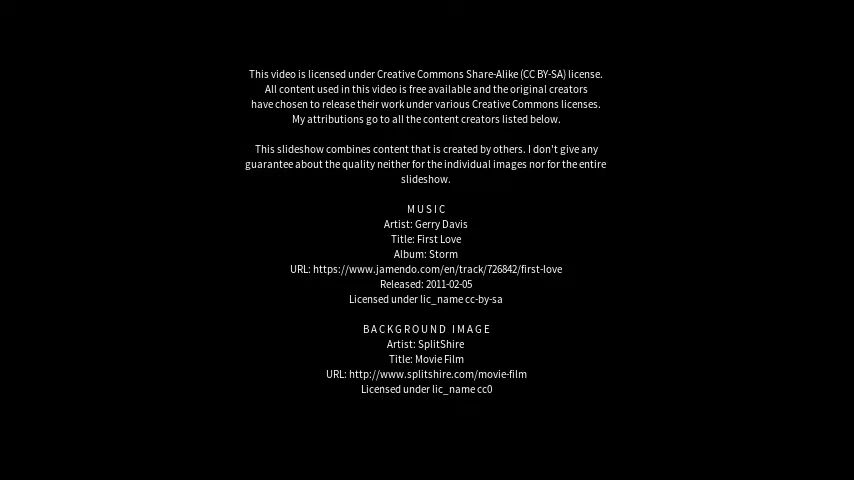 This video is licensed under Creative Commons Share-Alike (CC BY-SA) license.
All content used in this video is free available and the original creators
have chosen to release their work under various Creative Commons licenses.
My attributions go to all the content creators listed below.
This slideshow combines content that is created by others. I don't give any
guarantee about the quality neither for the individual images nor for the entire
slideshow.
MUSIC
Artist: Gerry Davis
Title: First Love
Album: Storm
URL: https://www.jamendo.com/en/track/726842/first-love
Released: 2011-02-05
Licensed under lic_name cc-by-sa
BACKGROUND IMAGE
Artist: SplitShire
Title: Movie Film
URL: http://www.splitshire.com/movie-film
Licensed under lic_name cc0